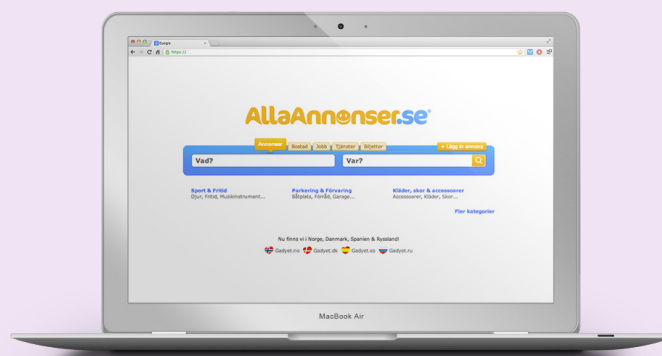 Google
https://
AllaAnnonser.se
Annonser Bostad Jobb Tjänster Biljetter + Lägg in annons
Vad? Var?
Sport & Fritid Parkering & Förvaring Kläder, skor & accessoarer
Djur, Fritid, Musikinstrument... Båtplats, Förråd, Garage... Accessoarer, Kläder, Skor...
Fler kategorier
Nu finns vi i Norge, Danmark, Spanien & Ryssland!
Gadyet.no Gadyet.dk Gadyet.es Gadyet.ru
MacBook Air